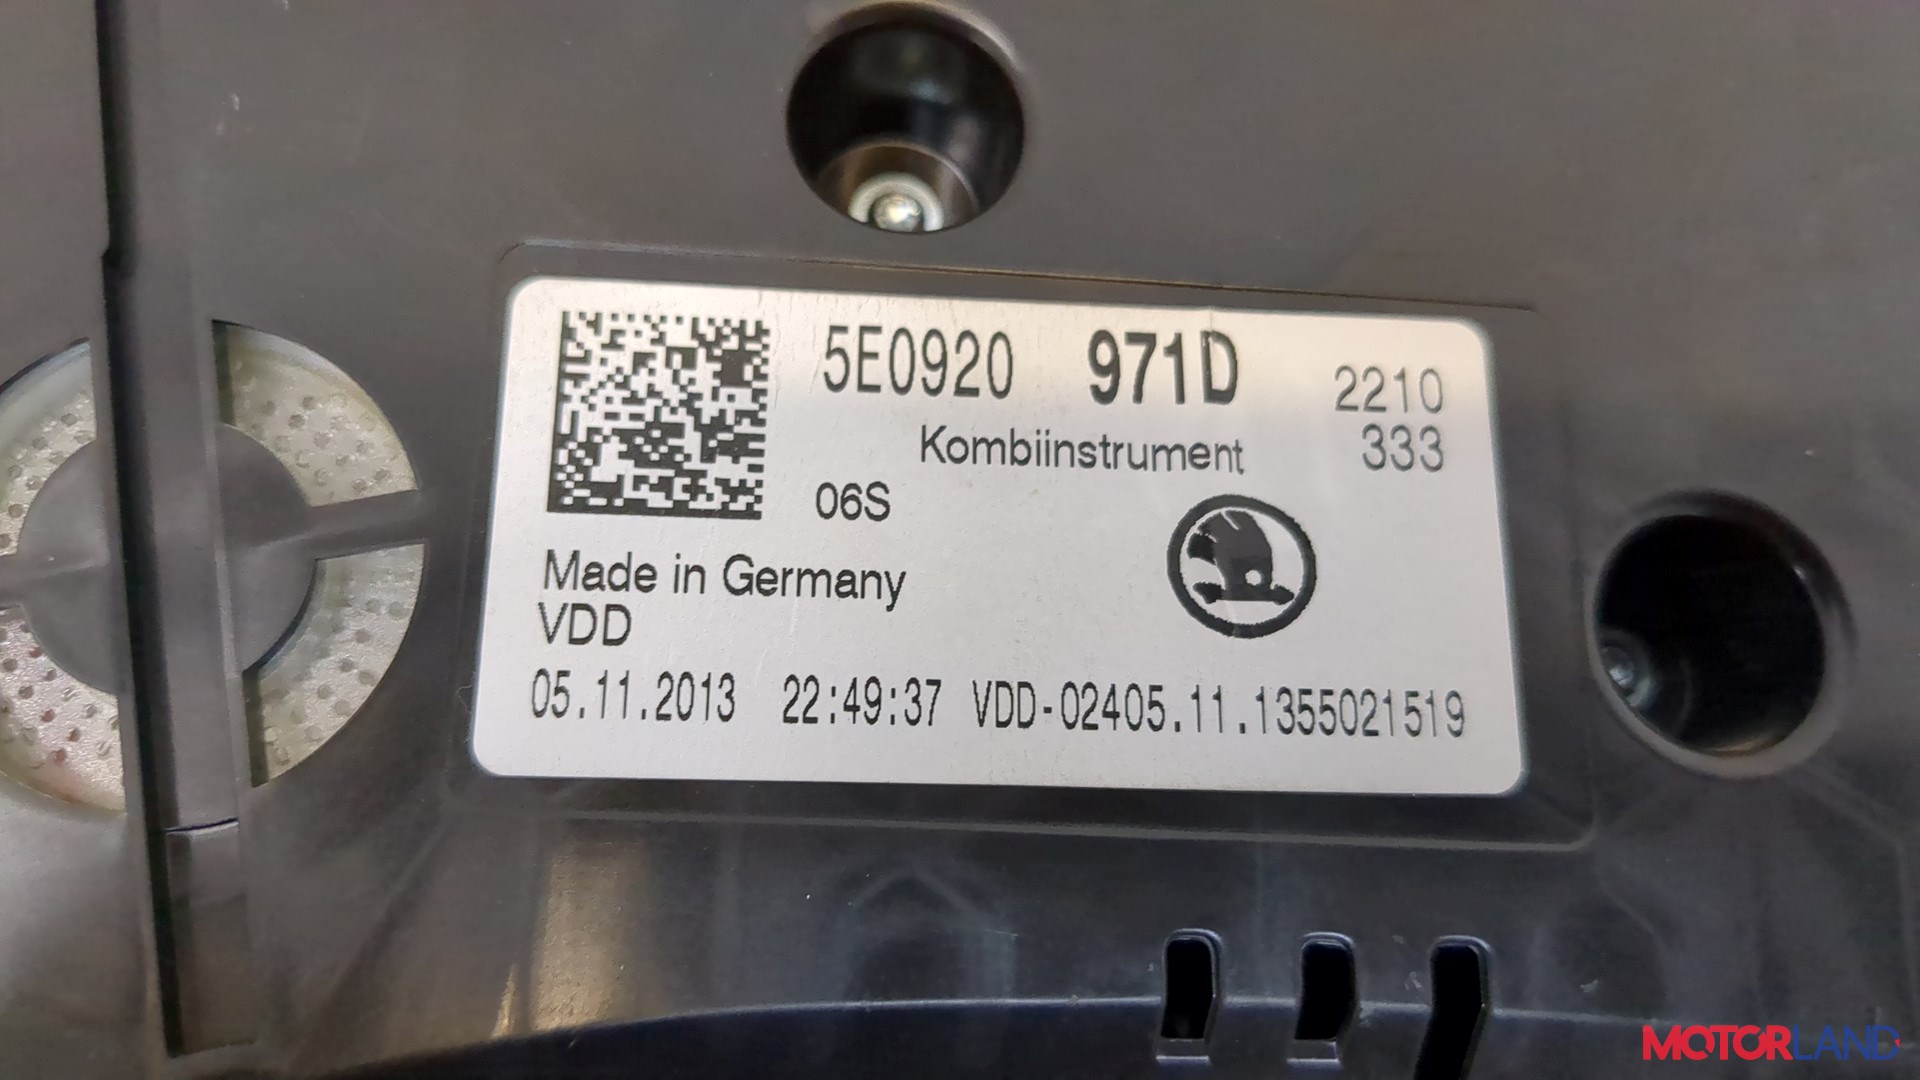 5E0920 971D 2210
Kombiinstrument 333
06S
Made in Germany
VDD
05.11.2013 22:49:37 VDD-02405.11.1355021519
MOTORLAND